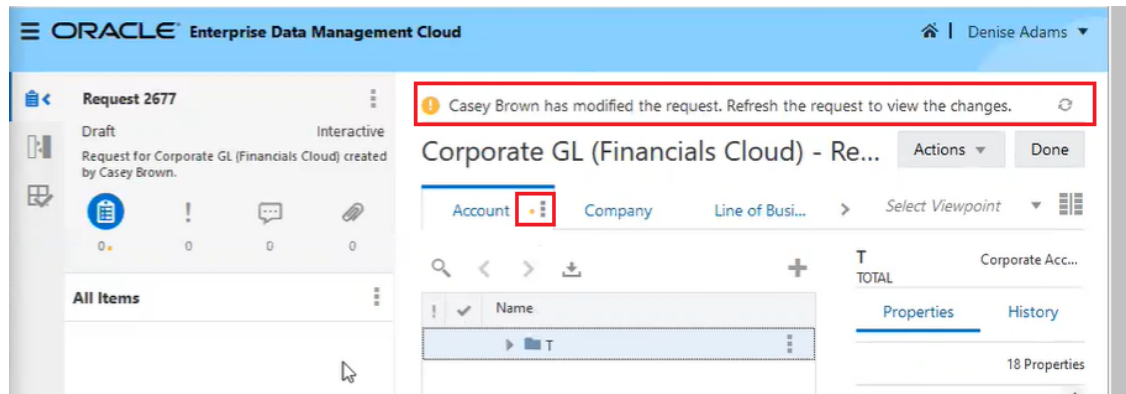 ORACLE Enterprise Data Management Cloud
Denise Adams
Request 2677
Draft Interactive
Request for Corporate GL (Financials Cloud) created
by Casey Brown.
0 0 0 0
All Items
Casey Brown has modified the request. Refresh the request to view the changes.
Corporate GL (Financials Cloud) - Re...
Actions Done
Account Company Line of Busi...
Select Viewpoint
! Name
T
T Corporate Acc...
TOTAL
Properties History
18 Properties